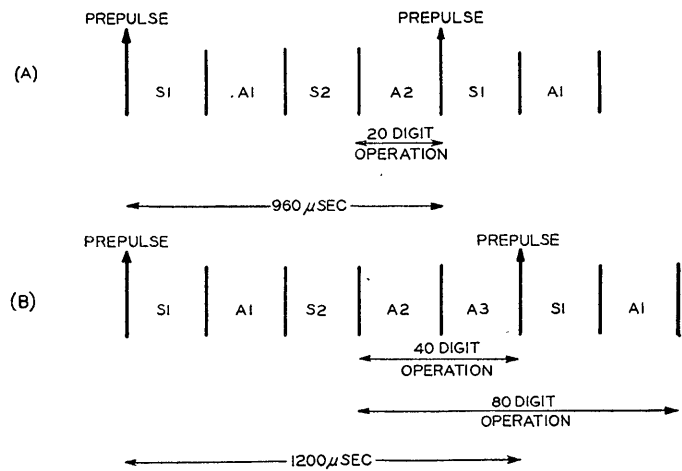 PREPULSE PREPULSE
(A)
S1 A1 S2 A2 S1 A1
20 DIGIT
OPERATION
960 μSEC
PREPULSE PREPULSE
(B)
S1 A1 S2 A2 A3 S1 A1
40 DIGIT
OPERATION
80 DIGIT
OPERATION
1200 μSEC